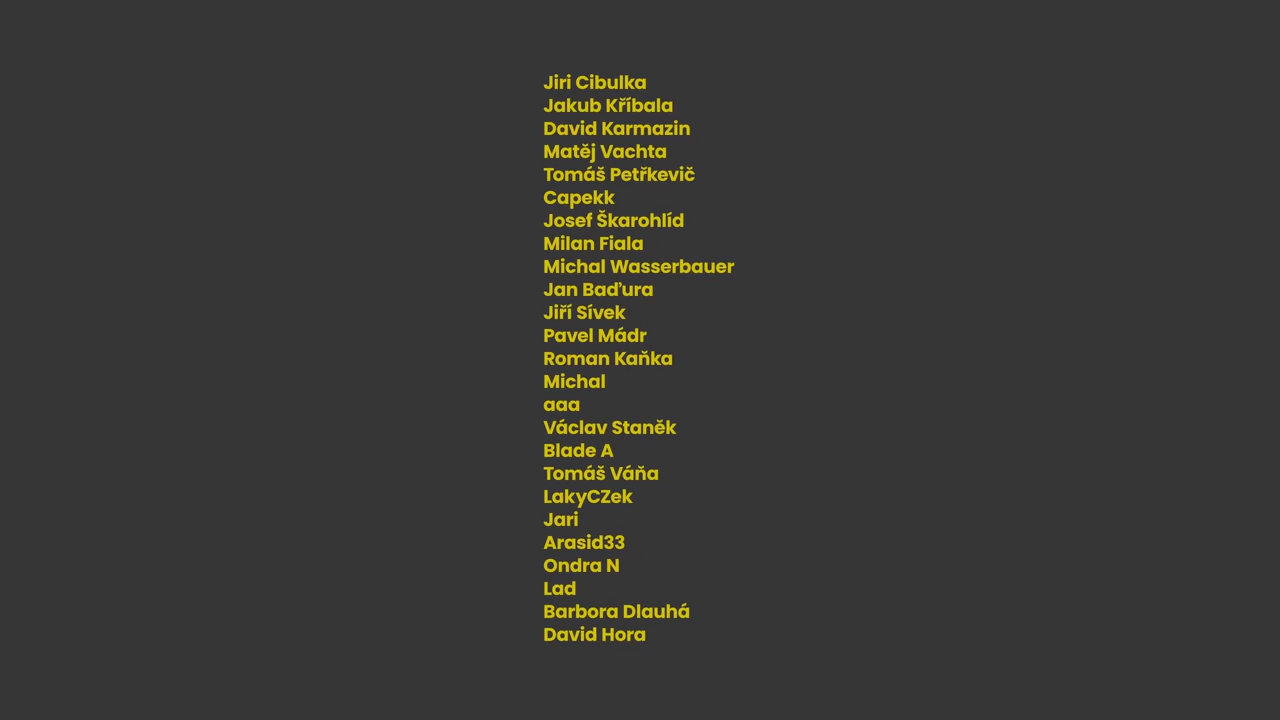 Jiri Cibulka
Jakub Kříbala
David Karmazin
Matěj Vachta
Tomáš Petřkevič
Capekk
Josef Škarohlíd
Milan Fiala
Michal Wasserbauer
Jan Baďura
Jiří Sívek
Pavel Mádr
Roman Kaňka
Michal
aaa
Václav Staněk
Blade A
Tomáš Váňa
LakyCZek
Jari
Arasid33
Ondra N
Lad
Barbora Dlauhá
David Hora